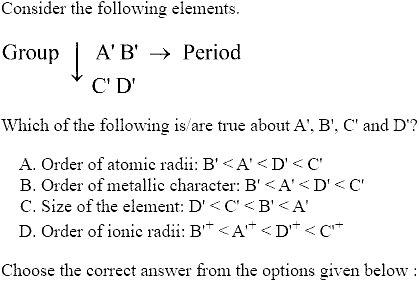 Consider the following elements.
Group ↓ A' B' → Period
C' D'
Which of the following is/are true about A', B', C' and D'?
A. Order of atomic radii: B' < A' < D' < C'
B. Order of metallic character: B' < A' < D' < C'
C. Size of the element: D' < C' < B' < A'
D. Order of ionic radii: B'⁺ < A'⁺ < D'⁺ < C'⁺
Choose the correct answer from the options given below :